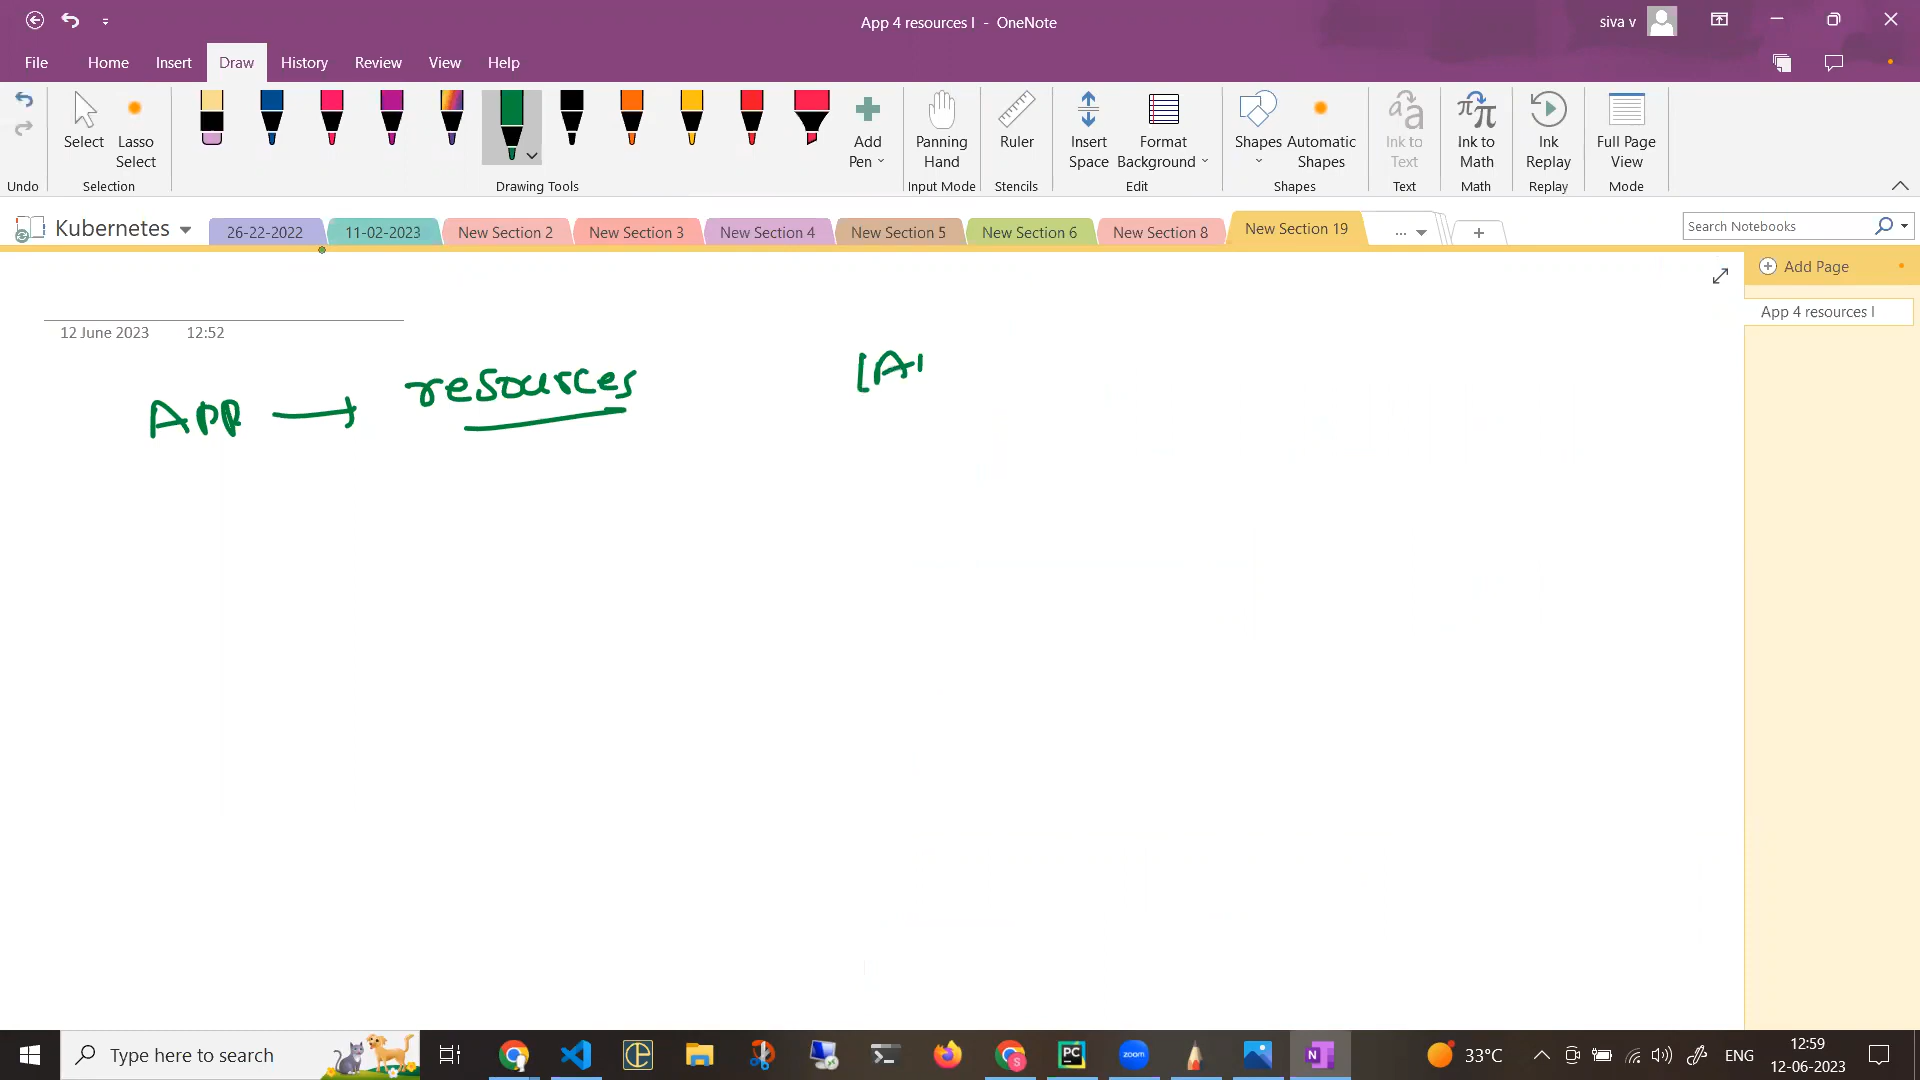 App 4 resources I - OneNote
siva v
File Home Insert Draw History Review View Help
Select
Lasso Select
Add Pen
Panning Hand
Ruler
Insert Space
Format Background
Shapes
Automatic Shapes
Ink to Text
Ink to Math
Ink Replay
Full Page View
Undo Selection Drawing Tools Input Mode Stencils Edit Shapes Text Math Replay Mode
Kubernetes 26-22-2022 11-02-2023 New Section 2 New Section 3 New Section 4 New Section 5 New Section 6 New Section 8 New Section 19 ... Search Notebooks
Add Page
App 4 resources I
12 June 2023 12:52
App → resources
Type here to search
zoom
33°C
ENG
12:59
12-06-2023